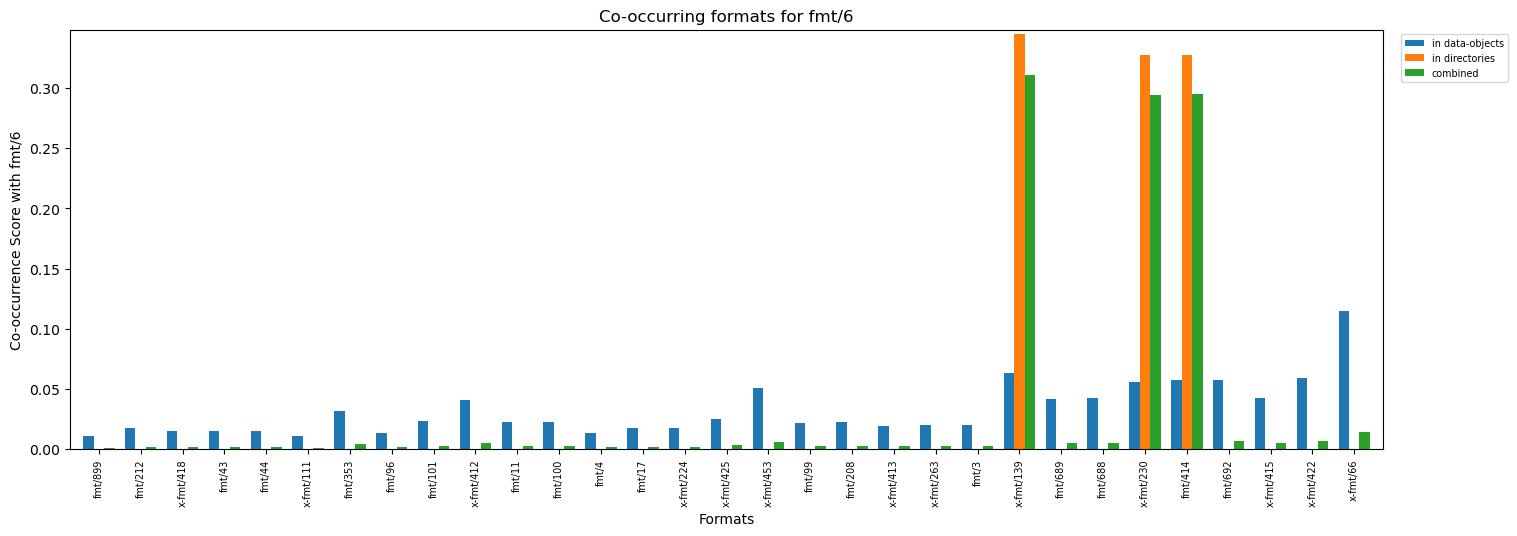 Co-occurring formats for fmt/6
in data-objects
in directories
combined
Co-occurrence Score with fmt/6
0.30
0.25
0.20
0.15
0.10
0.05
0.00
fmt/899
fmt/212
x-fmt/418
fmt/43
fmt/44
x-fmt/111
fmt/353
fmt/96
fmt/101
x-fmt/412
fmt/11
fmt/100
fmt/4
fmt/17
x-fmt/224
x-fmt/425
x-fmt/453
fmt/99
fmt/208
x-fmt/413
x-fmt/263
fmt/3
x-fmt/139
fmt/689
fmt/688
x-fmt/230
fmt/414
fmt/692
x-fmt/415
x-fmt/422
x-fmt/66
Formats